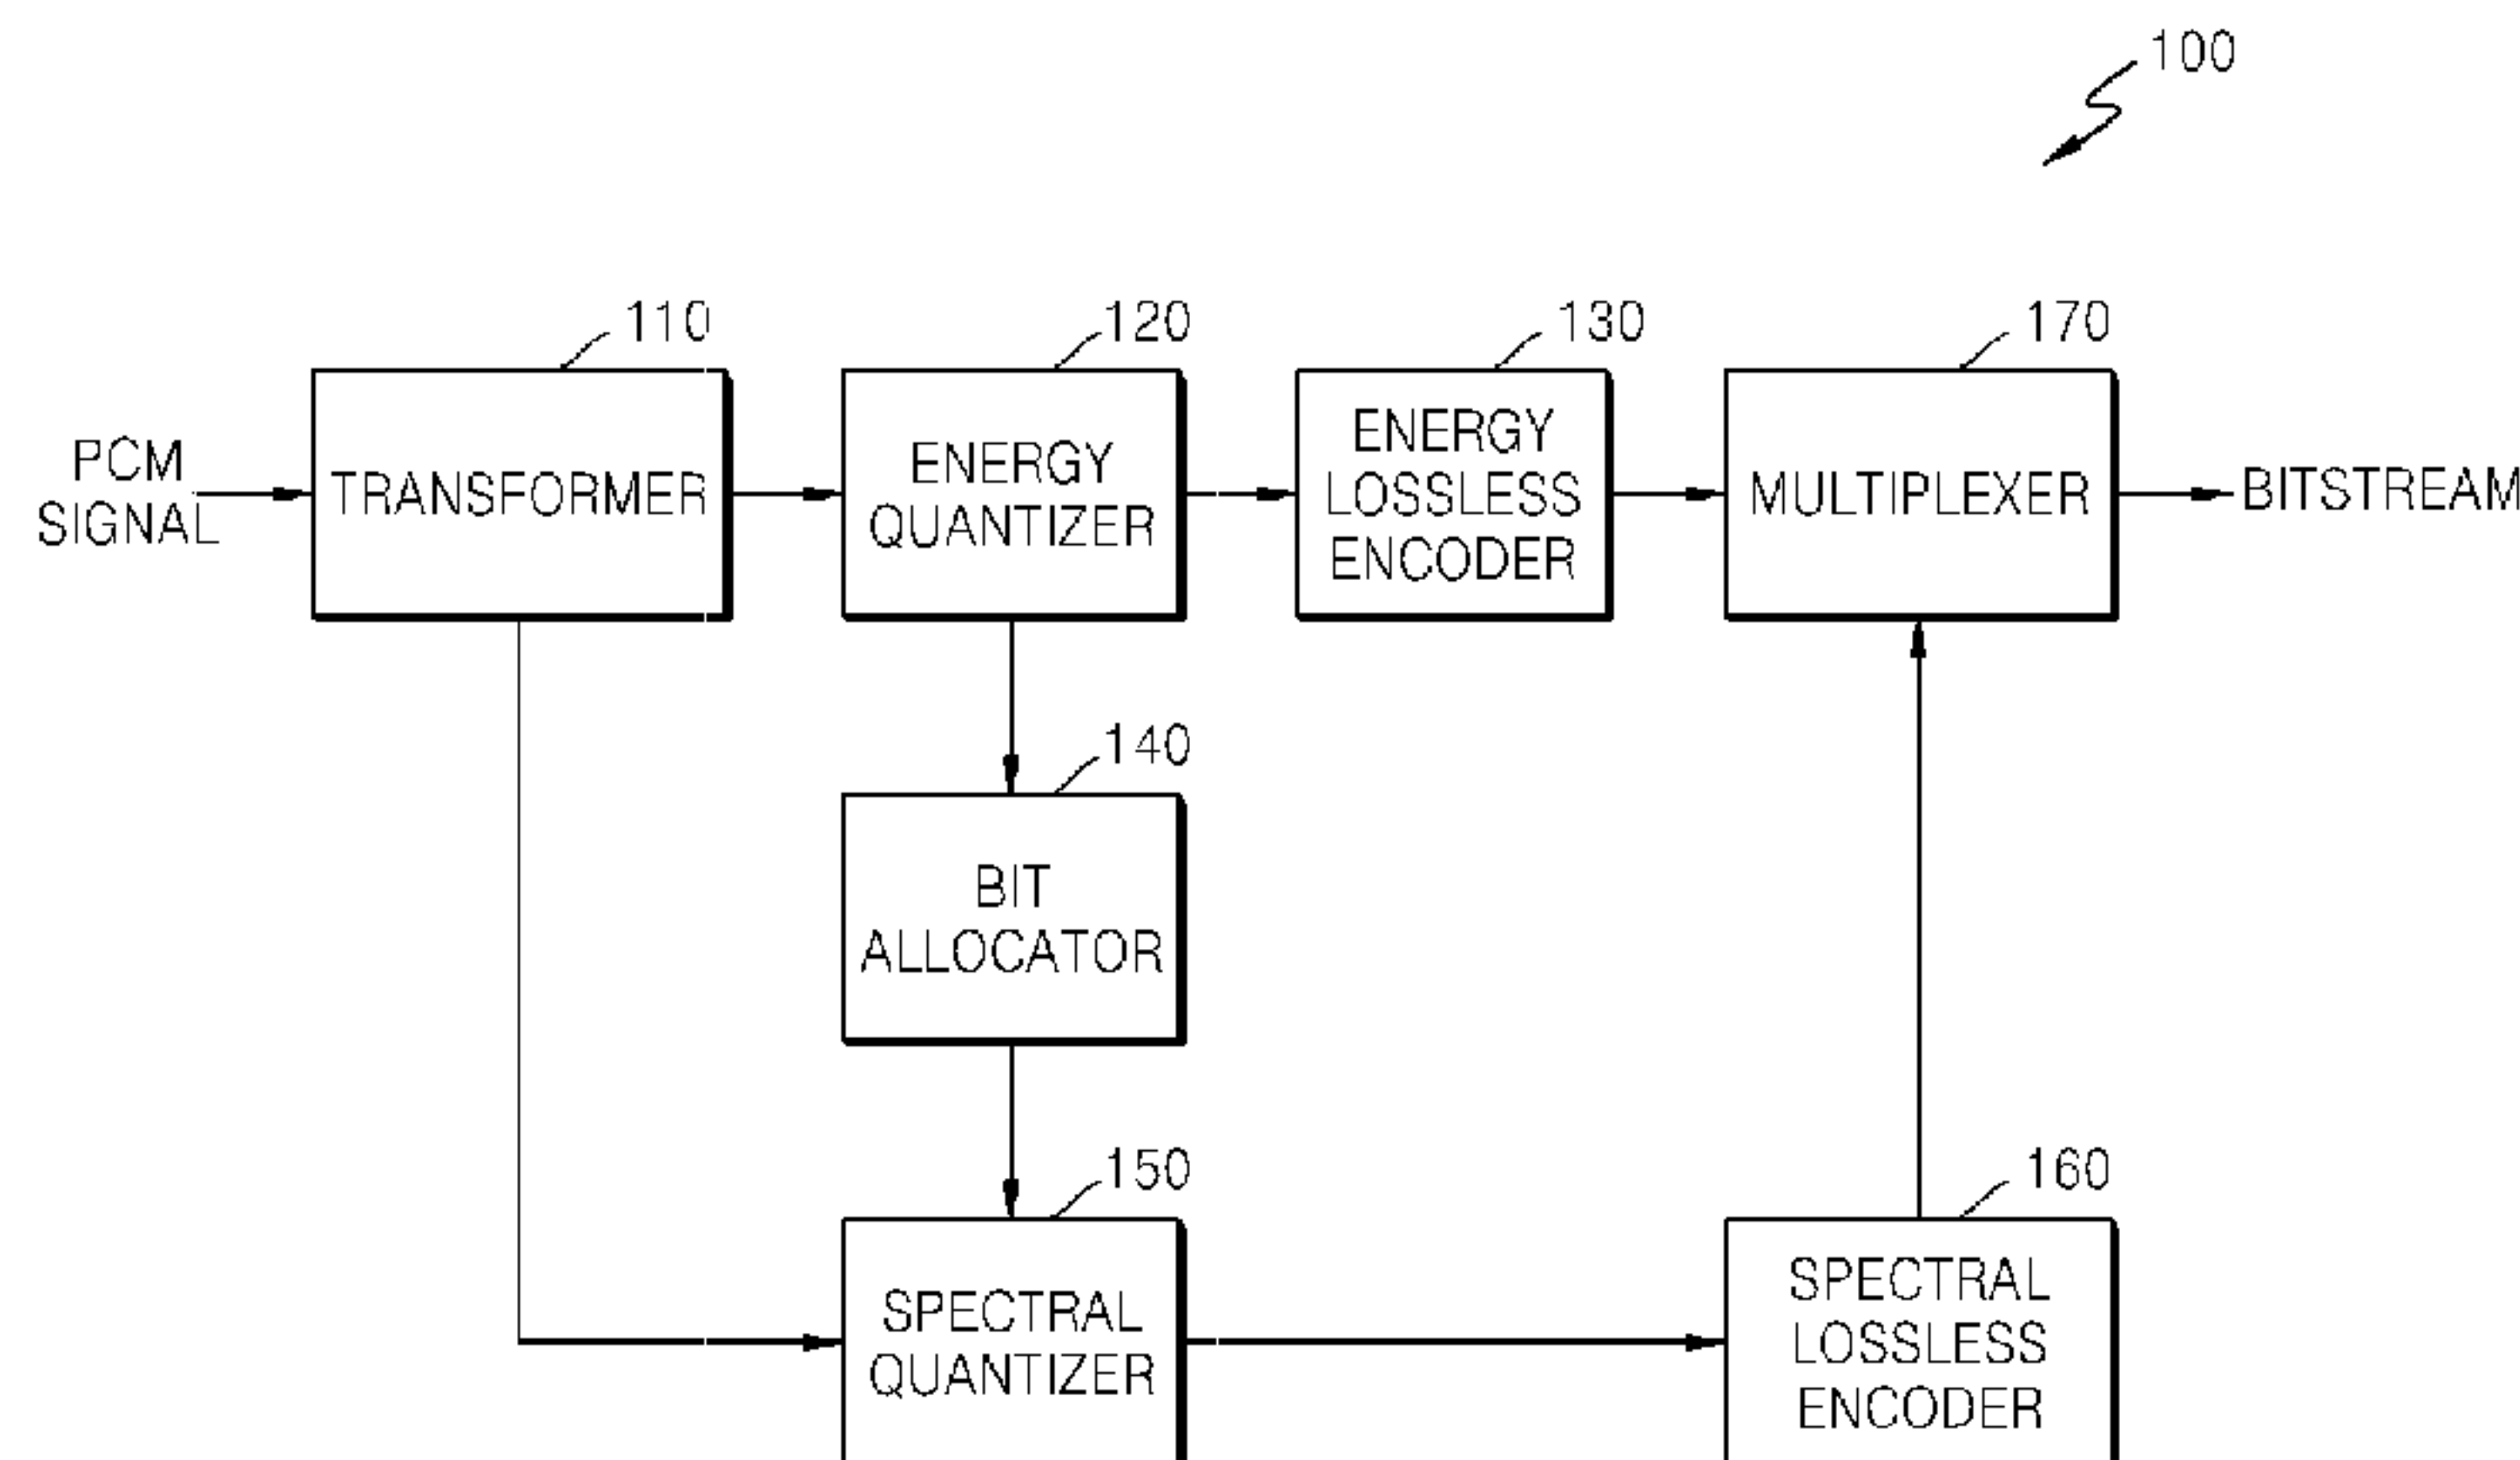 100
110
120
130
170
PCM
SIGNAL
TRANSFORMER
ENERGY
QUANTIZER
ENERGY
LOSSLESS
ENCODER
MULTIPLEXER
BITSTREAM
140
BIT
ALLOCATOR
150
160
SPECTRAL
QUANTIZER
SPECTRAL
LOSSLESS
ENCODER